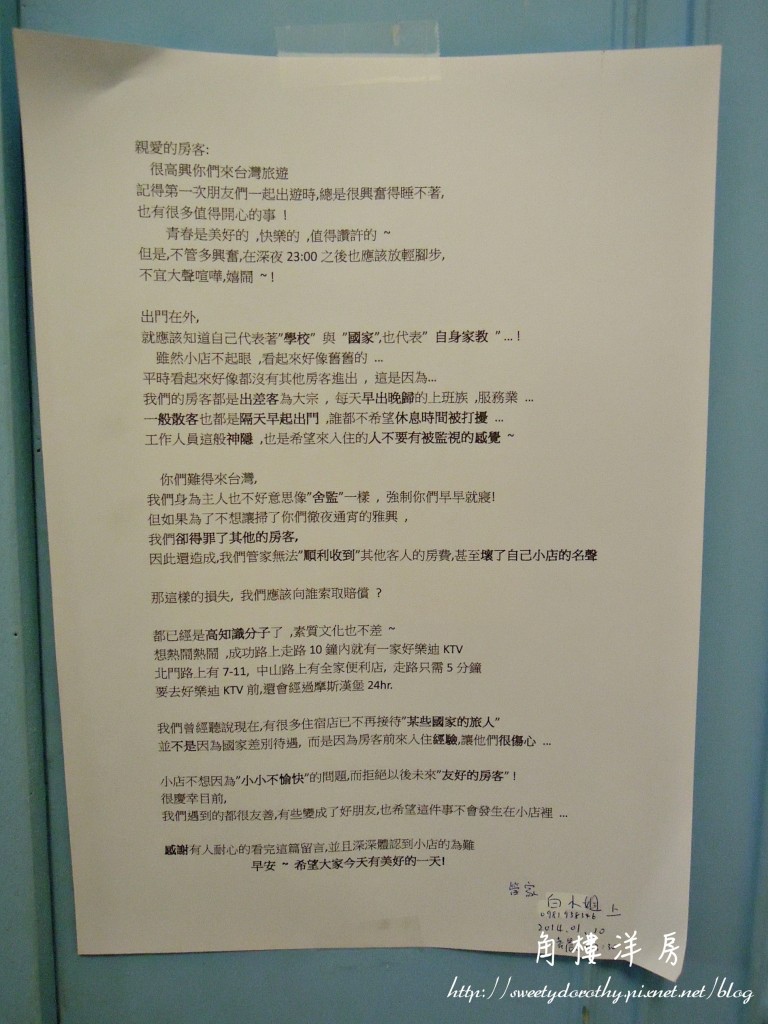 親愛的房客:
很高興你們來台灣旅遊
記得第一次朋友們一起出遊時,總是很興奮得睡不著,
也有很多值得開心的事 !
青春是美好的 ,快樂的 ,值得讚許的 ~
但是,不管多興奮,在深夜 23:00 之後也應該放輕腳步,
不宜大聲喧嘩,嬉鬧 ~ !
出門在外,
就應該知道自己代表著"學校" 與 "國家",也代表" 自身家教 "... !
雖然小店不起眼 ,看起來好像舊舊的 ...
平時看起來好像都沒有其他房客進出 , 這是因為...
我們的房客都是出差客為大宗 , 每天早出晚歸的上班族 ,服務業 ...
一般散客也都是隔天早起出門 ,誰都不希望休息時間被打擾 ...
工作人員這般神隱 ,也是希望來入住的人不要有被監視的感覺 ~
你們難得來台灣,
我們身為主人也不好意思像"舍監"一樣 , 強制你們早早就寢!
但如果為了不想讓掃了你們徹夜通宵的雅興 ,
我們卻得罪了其他的房客,
因此還造成,我們管家無法"順利收到"其他客人的房費,甚至壞了自己小店的名聲
那這樣的損失, 我們應該向誰索取賠償 ?
都已經是高知識分子了 ,素質文化也不差 ~
想熱鬧熱鬧 ,成功路上走路 10 鐘內就有一家好樂迪 KTV
北門路上有 7-11, 中山路上有全家便利店, 走路只需 5 分鐘
要去好樂迪 KTV 前,還會經過摩斯漢堡 24hr.
我們曾經聽說現在,有很多住宿店已不再接待"某些國家的旅人"
並不是因為國家差別待遇, 而是因為房客前來入住經驗,讓他們很傷心 ...
小店不想因為"小小不愉快"的問題,而拒絕以後未來"友好的房客" !
很慶幸目前,
我們遇到的都很友善,有些變成了好朋友,也希望這件事不會發生在小店裡 ...
感謝有人耐心的看完這篇留言,並且深深體認到小店的為難
早安 ~ 希望大家今天有美好的一天!
管家
白小姐 上
2014.01.10
角樓洋房
http://sweetydorothy.pixnet.net/blog